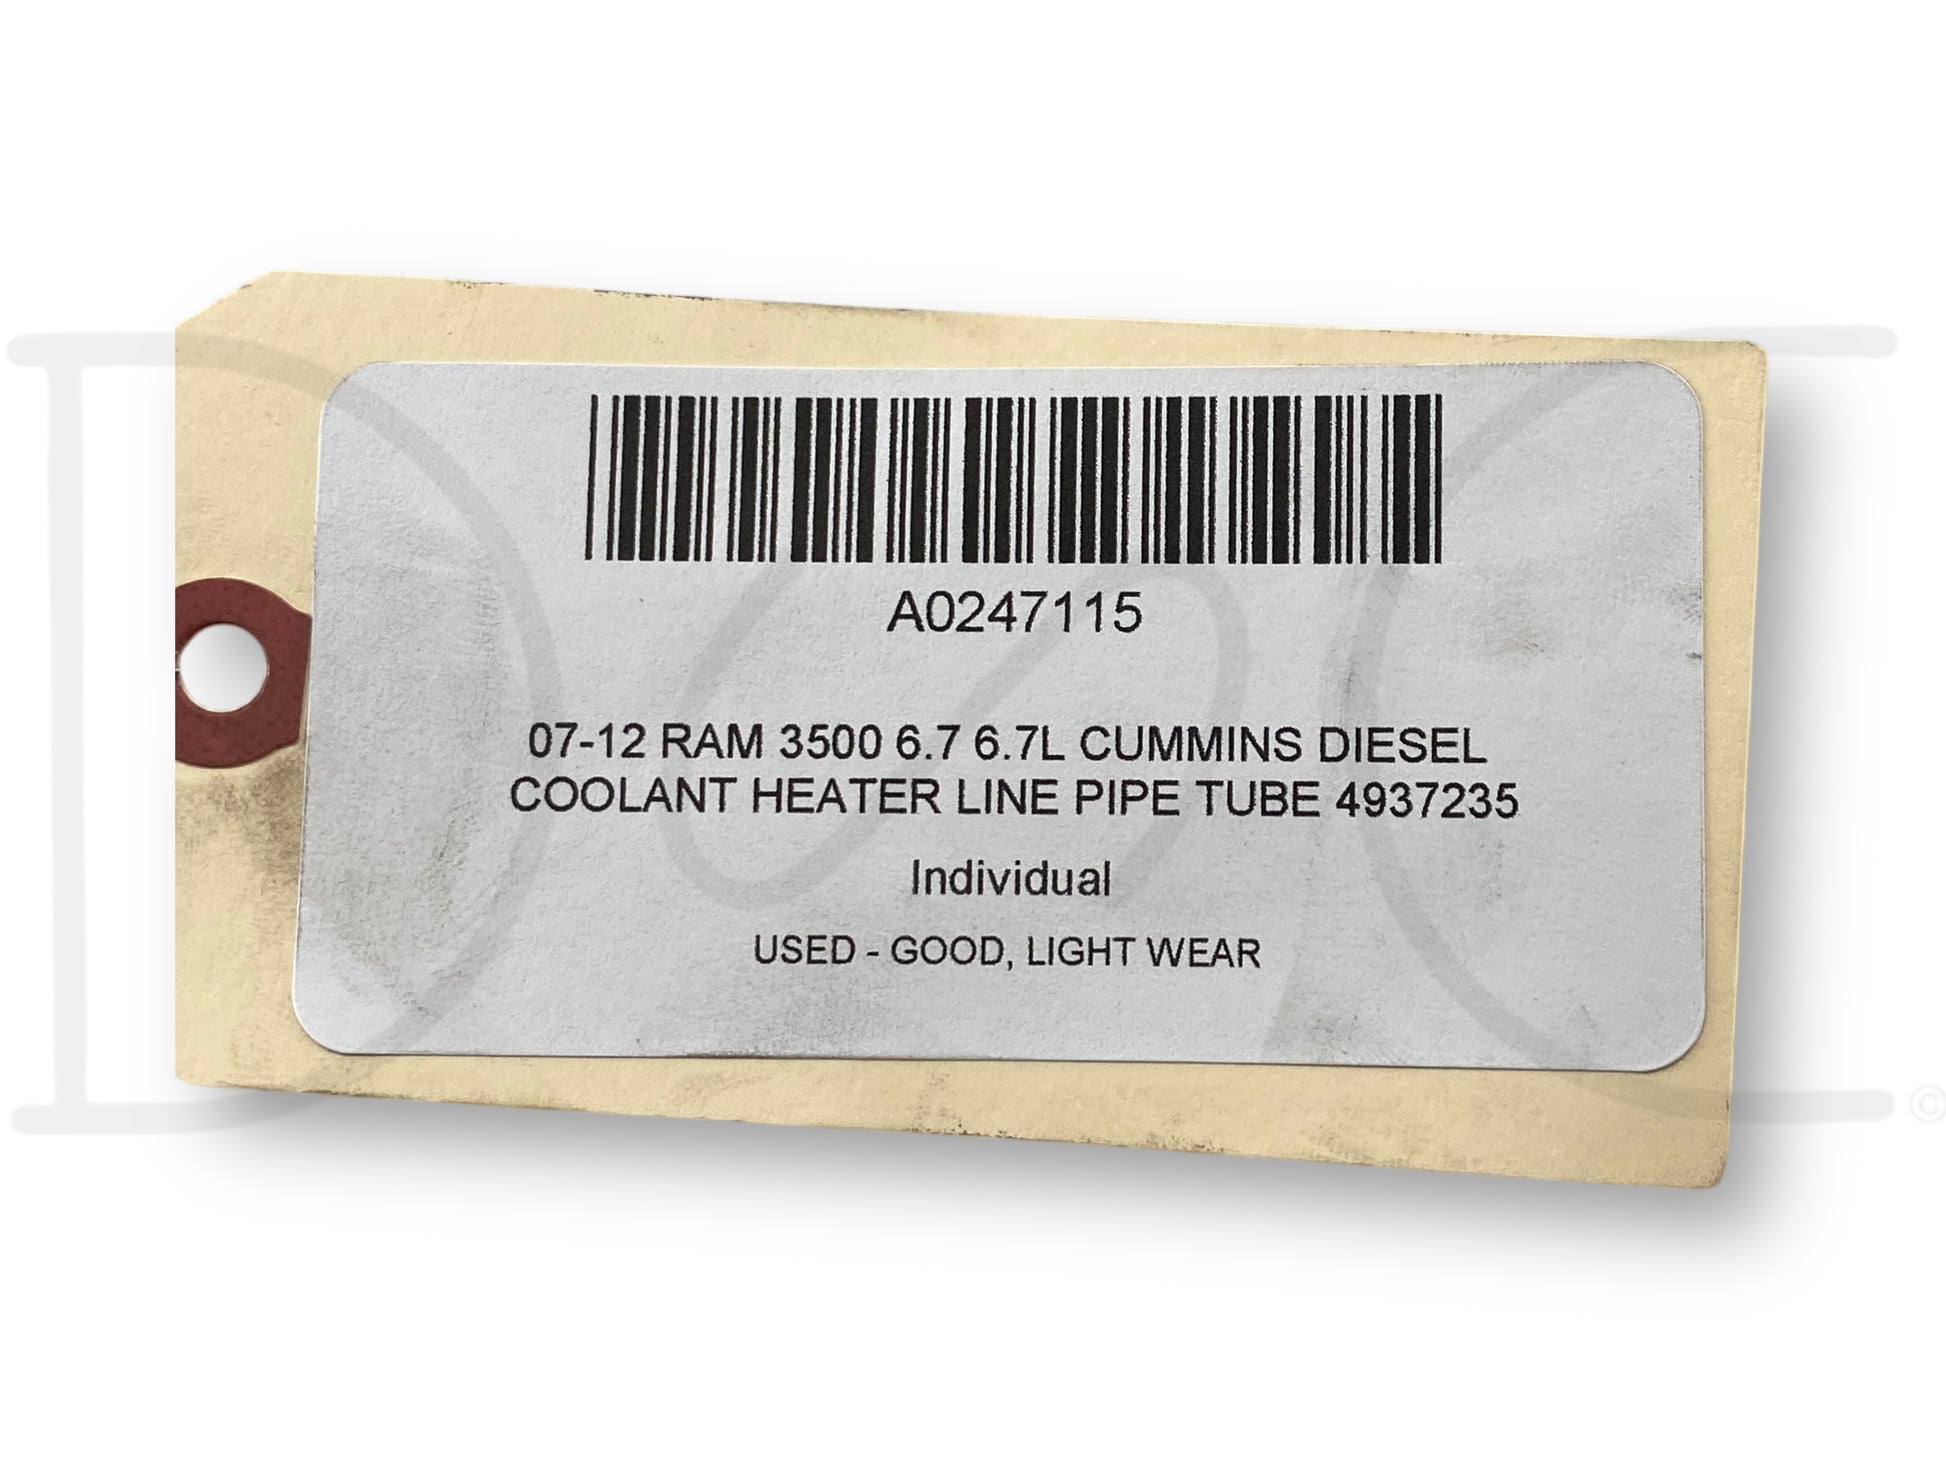 A0247115
07-12 RAM 3500 6.7 6.7L CUMMINS DIESEL
COOLANT HEATER LINE PIPE TUBE 4937235
Individual
USED - GOOD, LIGHT WEAR
©